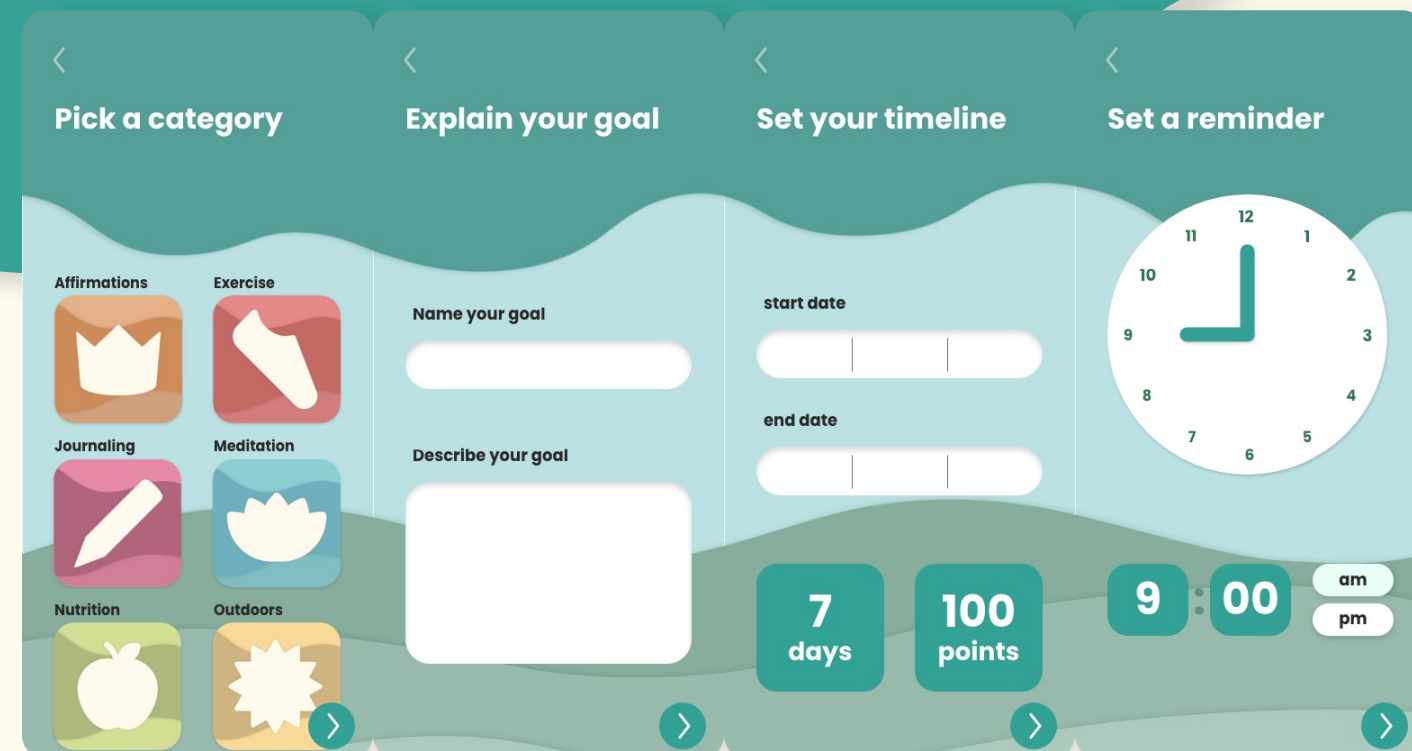 Pick a category
Affirmations
Exercise
Journaling
Meditation
Nutrition
Outdoors
Explain your goal
Name your goal
Describe your goal
Set your timeline
start date
end date
7
days
100
points
Set a reminder
12
1
2
3
4
5
6
7
8
9
10
11
9 : 00
am
pm